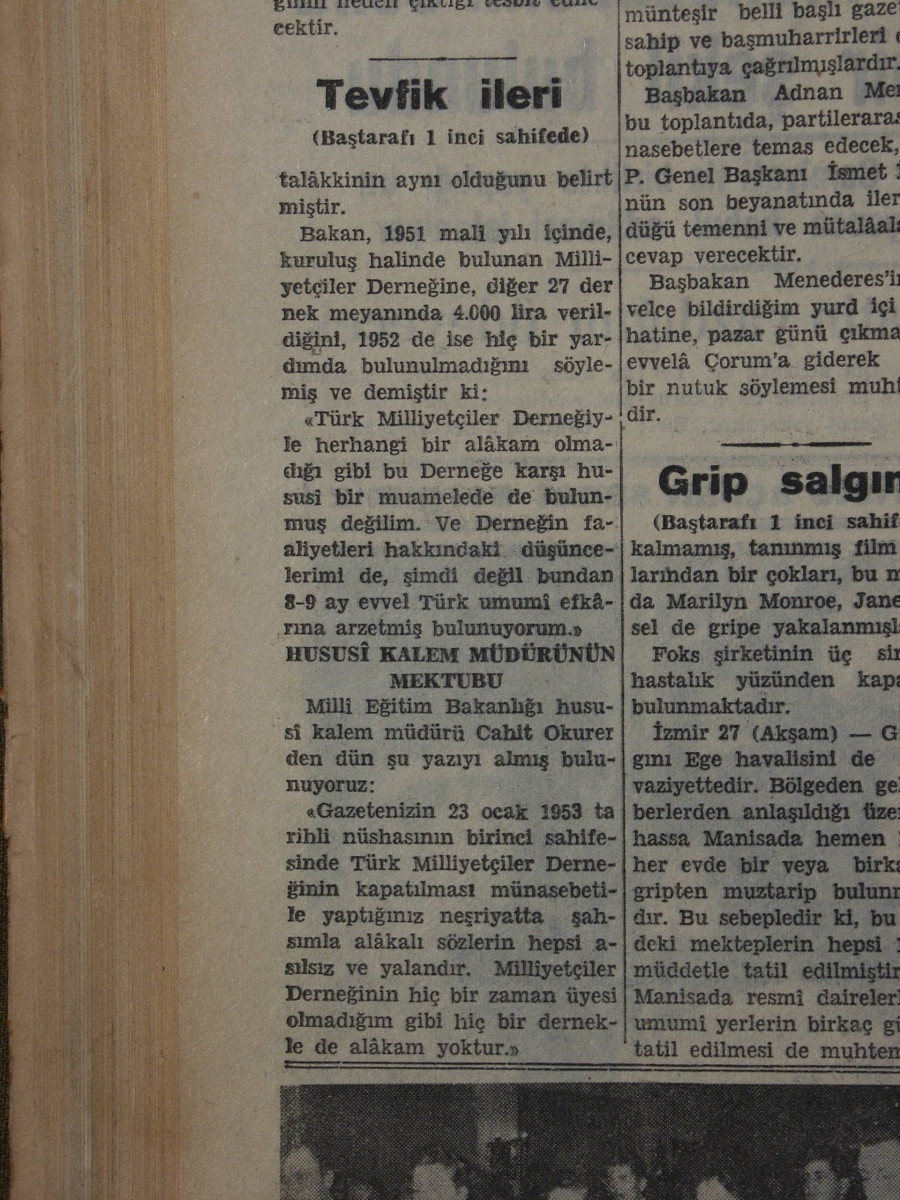 cektir.
Tevfik ileri
(Baştarafı 1 inci sahifede)
talâkkinin aynı olduğunu belirt
miştir.
Bakan, 1951 malî yılı içinde,
kuruluş halinde bulunan Milli-
yetçiler Derneğine, diğer 27 der
nek meyanında 4.000 lira veril-
diğini, 1952 de ise hiç bir yar-
dımda bulunulmadığını söyle-
miş ve demiştir ki:
«Türk Milliyetçiler Derneğiy-
le herhangi bir alâkam olma-
dığı gibi bu Derneğe karşı hu-
susî bir muamelede de bulun-
muş değilim. Ve Derneğin fa-
aliyetleri hakkındaki düşünce-
lerimi de, şimdi değil bundan
8-9 ay evvel Türk umumî efkâ-
rına arzetmiş bulunuyorum.»
HUSUSÎ KALEM MÜDÜRÜNÜN
MEKTUBU
Millî Eğitim Bakanlığı husu-
sî kalem müdürü Cahit Okurer
den dün şu yazıyı almış bulu-
nuyoruz:
«Gazetenizin 23 ocak 1953 ta
rihli nüshasının birinci sahife-
sinde Türk Milliyetçiler Derne-
ğinin kapatılması münasebeti-
le yaptığınız neşriyatta şah-
sımla alâkalı sözlerin hepsi a-
sılsız ve yalandır. Milliyetçiler
Derneğinin hiç bir zaman üyesi
olmadığım gibi hiç bir dernek-
le de alâkam yoktur.»
münteşir belli başlı
sahip ve başmuharrirleri
toplantıya çağrılmışlardır.
Başbakan Adnan
bu toplantıda,
nasebetlere temas edecek,
P. Genel Başkanı İsmet
nün son beyanatında
düğü temenni ve
cevap verecektir.
Başbakan
velce bildirdiğim yurd içi
hatine, pazar günü
evvelâ Çorum'a giderek
bir nutuk söylemesi
dir.
Grip
(Baştarafı 1 inci
kalmamış, tanınmış film
larından bir çokları, bu
da Marilyn Monroe, Jane
sel de gripe
Foks şirketinin üç
hastalık yüzünden
bulunmaktadır.
İzmir 27 (Akşam) —
gını Ege havalisini de
vaziyettedir. Bölgeden
berlerden anlaşıldığı
hassa Manisada hemen
her evde bir veya
gripten muztarip
dır. Bu sebepledir ki, bu
deki mekteplerin hepsi
müddetle tatil
Manisada resmî
umumî yerlerin birkaç
tatil edilmesi de